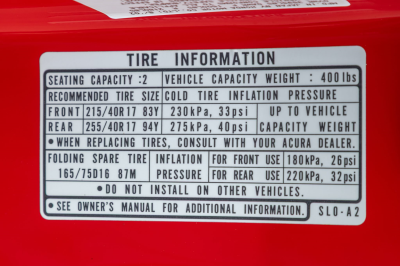 TIRE INFORMATION
SEATING CAPACITY :2 VEHICLE CAPACITY WEIGHT : 400 lbs
RECOMMENDED TIRE SIZE COLD TIRE INFLATION PRESSURE
FRONT 215/40R17 83Y 230kPa, 33psi UP TO VEHICLE
REAR 255/40R17 94Y 275kPa, 40psi CAPACITY WEIGHT
• WHEN REPLACING TIRES, CONSULT WITH YOUR ACURA DEALER.
FOLDING SPARE TIRE INFLATION FOR FRONT USE 180kPa, 26psi
165/75D16 87M PRESSURE FOR REAR USE 220kPa, 32psi
• DO NOT INSTALL ON OTHER VEHICLES.
• SEE OWNER'S MANUAL FOR ADDITIONAL INFORMATION. SL0-A2